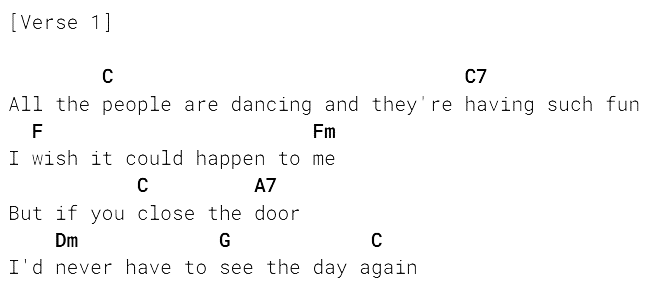 [Verse 1]
C C7
All the people are dancing and they're having such fun
F Fm
I wish it could happen to me
C A7
But if you close the door
Dm G C
I'd never have to see the day again